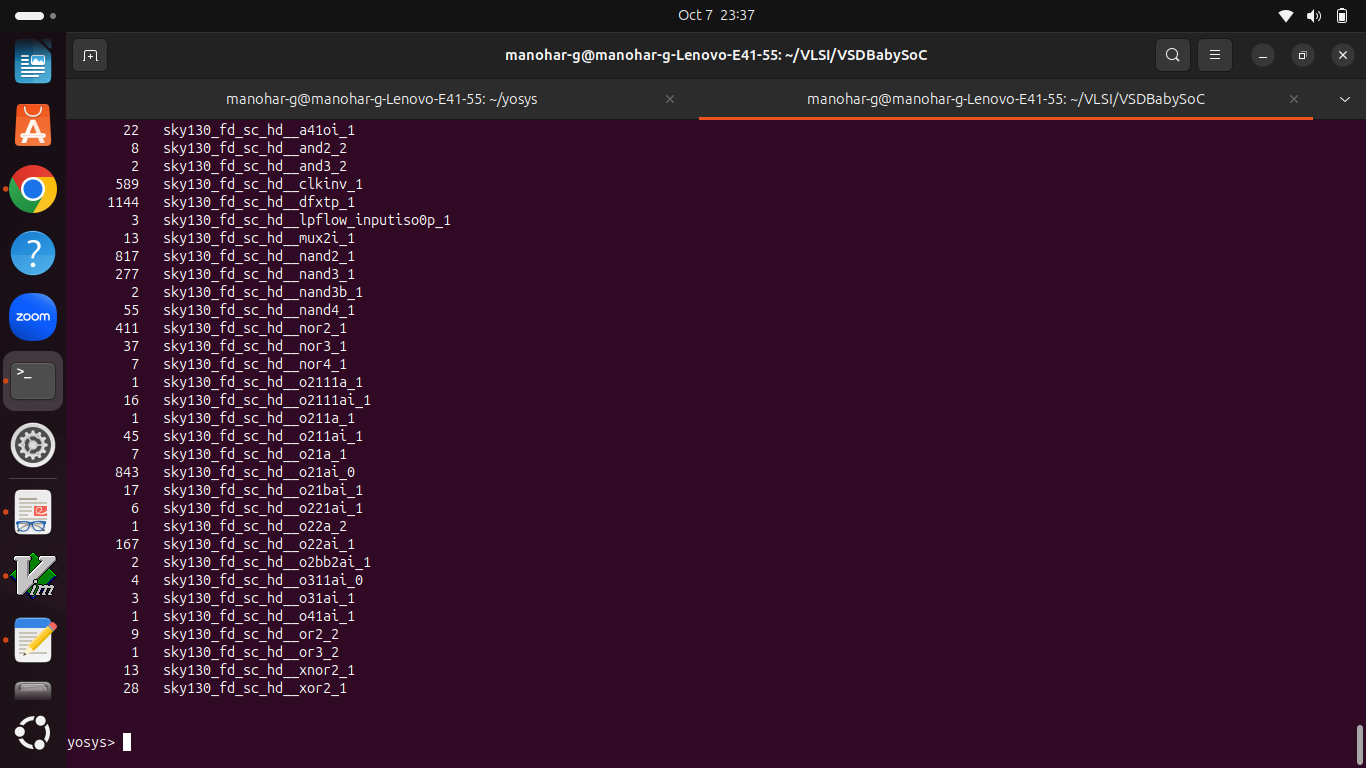 Oct 7 23:37
manohar-g@manohar-g-Lenovo-E41-55: ~/VLSI/VSDBabySoC
manohar-g@manohar-g-Lenovo-E41-55: ~/yosys
manohar-g@manohar-g-Lenovo-E41-55: ~/VLSI/VSDBabySoC
22 sky130_fd_sc_hd__a41oi_1
8 sky130_fd_sc_hd__and2_2
2 sky130_fd_sc_hd__and3_2
589 sky130_fd_sc_hd__clkinv_1
1144 sky130_fd_sc_hd__dfxtp_1
3 sky130_fd_sc_hd__lpflow_inputiso0p_1
13 sky130_fd_sc_hd__mux2i_1
817 sky130_fd_sc_hd__nand2_1
277 sky130_fd_sc_hd__nand3_1
2 sky130_fd_sc_hd__nand3b_1
55 sky130_fd_sc_hd__nand4_1
411 sky130_fd_sc_hd__nor2_1
37 sky130_fd_sc_hd__nor3_1
7 sky130_fd_sc_hd__nor4_1
1 sky130_fd_sc_hd__o2111a_1
16 sky130_fd_sc_hd__o2111ai_1
1 sky130_fd_sc_hd__o211a_1
45 sky130_fd_sc_hd__o211ai_1
7 sky130_fd_sc_hd__o21a_1
843 sky130_fd_sc_hd__o21ai_0
17 sky130_fd_sc_hd__o21bai_1
6 sky130_fd_sc_hd__o221ai_1
1 sky130_fd_sc_hd__o22a_2
167 sky130_fd_sc_hd__o22ai_1
2 sky130_fd_sc_hd__o2bb2ai_1
4 sky130_fd_sc_hd__o311ai_0
3 sky130_fd_sc_hd__o31ai_1
1 sky130_fd_sc_hd__o41ai_1
9 sky130_fd_sc_hd__or2_2
1 sky130_fd_sc_hd__or3_2
13 sky130_fd_sc_hd__xnor2_1
28 sky130_fd_sc_hd__xor2_1
yosys>
A
?
zoom
>_
Vim